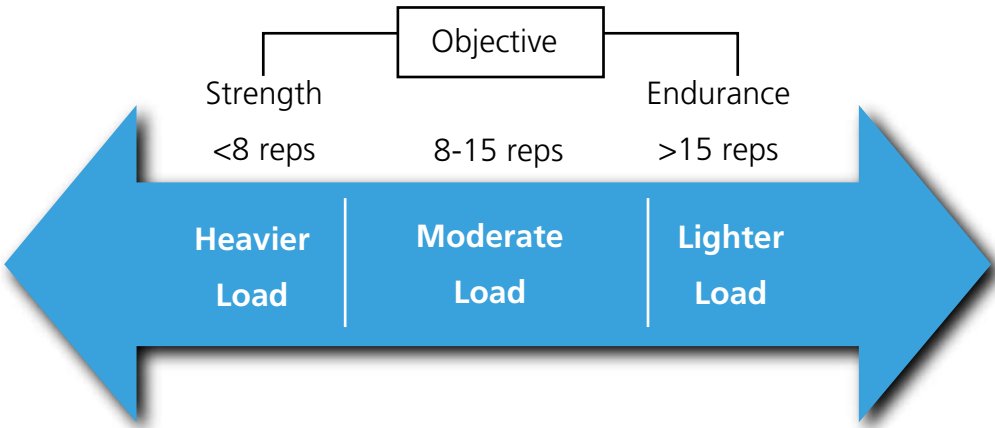 Objective
Strength
Endurance
<8 reps
8-15 reps
>15 reps
Heavier
Load
Moderate
Load
Lighter
Load